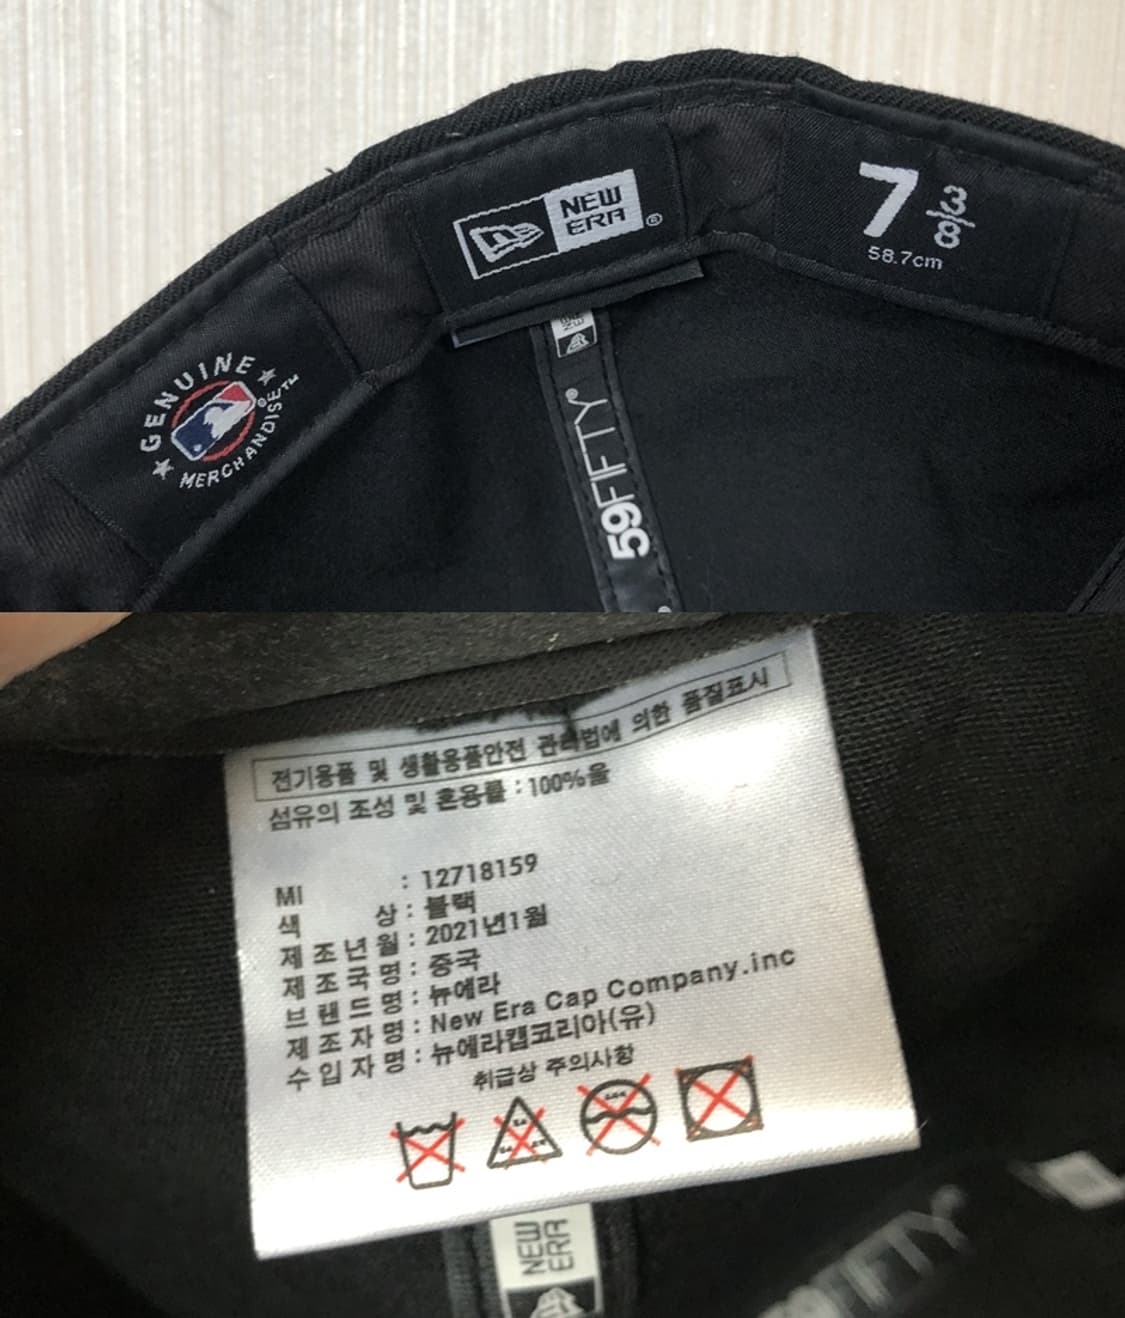 NEW
ERA®
7 3/8
58.7cm
GENUINE
MERCHANDISE™
NEW
ERA
59FIFTY®
전기용품 및 생활용품안전 관리법에 의한 품질표시
섬유의 조성 및 혼용률 : 100%울
MI : 12718159
색 상 : 블랙
제 조 년 월 : 2021년1월
제 조 국 명 : 중국
브 랜 드 명 : 뉴에라
제 조 자 명 : New Era Cap Company.inc
수 입 자 명 : 뉴에라캡코리아(유)
취급상 주의사항
NEW
ERA
59FIFTY